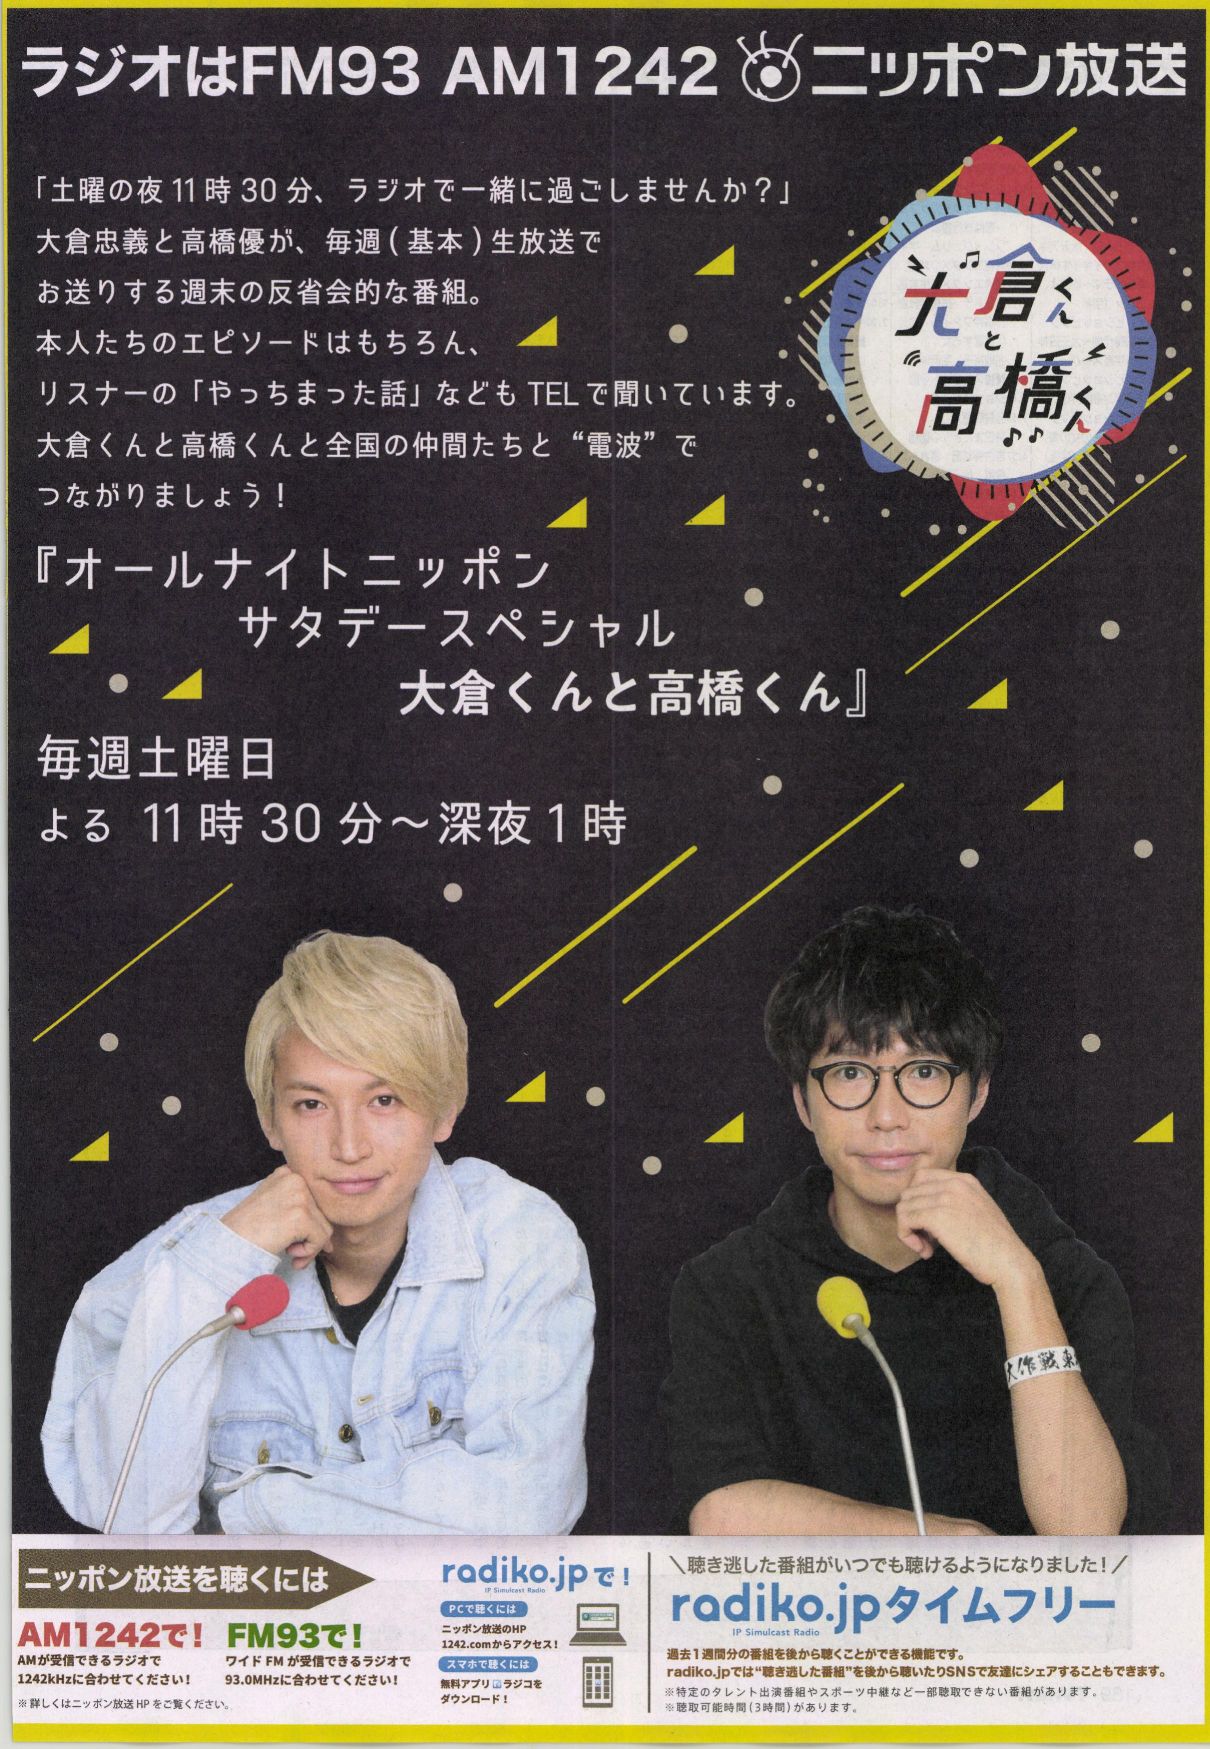 ラジオはFM93 AM1242 ニッポン放送
「土曜の夜11時30分、ラジオで一緒に過ごしませんか？」
大倉忠義と高橋優が、毎週(基本)生放送で
お送りする週末の反省会的な番組。
本人たちのエピソードはもちろん、
リスナーの「やっちまった話」などもTELで聞いています。
大倉くんと高橋くんと全国の仲間たちと“電波”で
つながりましょう！
大倉くん
と
高橋くん
『オールナイトニッポン
サタデースペシャル
大倉くんと高橋くん』
毎週土曜日
よる 11時30分～深夜1時
大作戦東
ニッポン放送を聴くには
AM1242で！
AMが受信できるラジオで
1242kHzに合わせてください！
FM93で！
ワイドFMが受信できるラジオで
93.0MHzに合わせてください！
※詳しくはニッポン放送HPをご覧ください。
radiko.jpで！
IP Simulcast Radio
PCで聴くには
ニッポン放送のHP
1242.comからアクセス！
スマホで聴くには
無料アプリ ラジコを
ダウンロード！
＼聴き逃した番組がいつでも聴けるようになりました！／
radiko.jpタイムフリー
IP Simulcast Radio
過去1週間分の番組を後から聴くことができる機能です。
radiko.jpでは“聴き逃した番組”を後から聴いたりSNSで友達にシェアすることもできます。
※特定のタレント出演番組やスポーツ中継など一部聴取できない番組があります。
※聴取可能時間(3時間)があります。